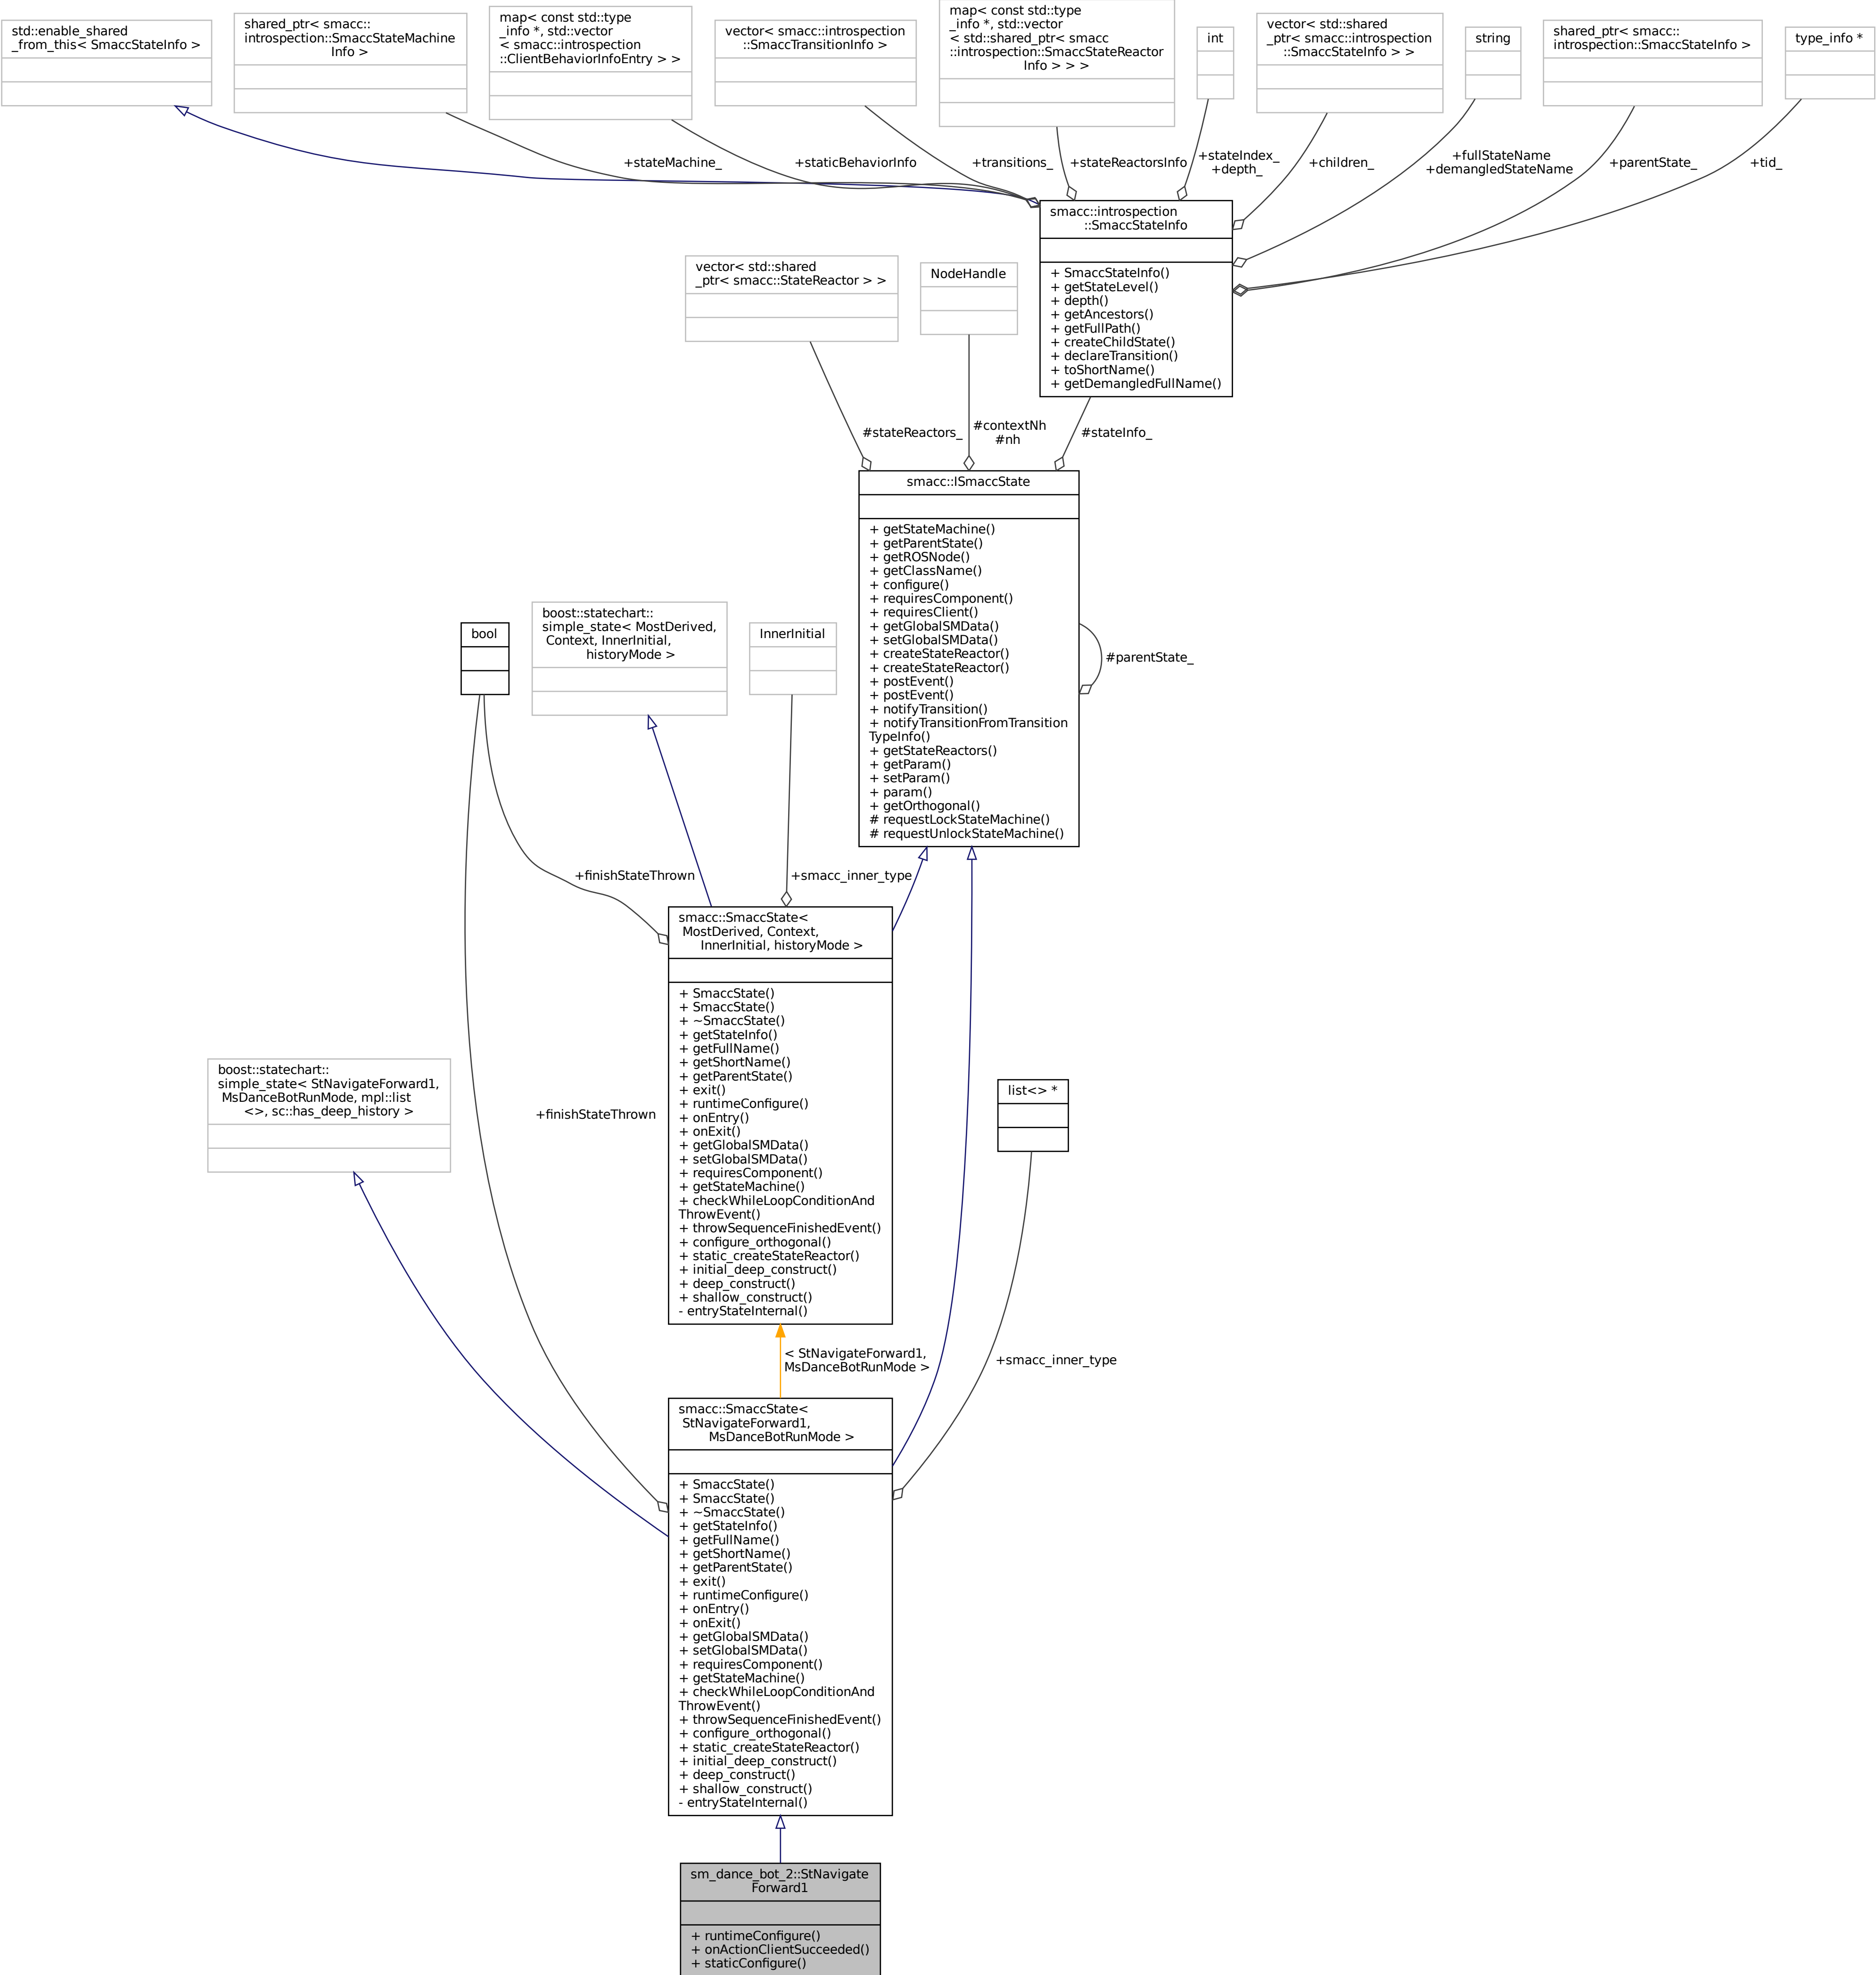 std::enable_shared
_from_this< SmaccStateInfo >
shared_ptr< smacc::
introspection::SmaccStateMachine
Info >
map< const std::type
_info *, std::vector
< smacc::introspection
::ClientBehaviorInfoEntry > >
vector< smacc::introspection
::SmaccTransitionInfo >
map< const std::type
_info *, std::vector
< std::shared_ptr< smacc
::introspection::SmaccStateReactor
Info > > >
int
vector< std::shared
_ptr< smacc::introspection
::SmaccStateInfo > >
string
shared_ptr< smacc::
introspection::SmaccStateInfo >
type_info *
+stateMachine_
+staticBehaviorInfo
+transitions_
+stateReactorsInfo
+stateIndex_
+depth_
+children_
+fullStateName
+demangledStateName
+parentState_
+tid_
smacc::introspection
::SmaccStateInfo
+ SmaccStateInfo()
+ getStateLevel()
+ depth()
+ getAncestors()
+ getFullPath()
+ createChildState()
+ declareTransition()
+ toShortName()
+ getDemangledFullName()
vector< std::shared
_ptr< smacc::StateReactor > >
NodeHandle
#stateReactors_
#contextNh
#nh
#stateInfo_
smacc::ISmaccState
+ getStateMachine()
+ getParentState()
+ getROSNode()
+ getClassName()
+ configure()
+ requiresComponent()
+ requiresClient()
+ getGlobalSMData()
+ setGlobalSMData()
+ createStateReactor()
+ createStateReactor()
+ postEvent()
+ postEvent()
+ notifyTransition()
+ notifyTransitionFromTransition
TypeInfo()
+ getStateReactors()
+ getParam()
+ setParam()
+ param()
+ getOrthogonal()
# requestLockStateMachine()
# requestUnlockStateMachine()
#parentState_
bool
boost::statechart::
simple_state< MostDerived,
Context, InnerInitial,
historyMode >
InnerInitial
+finishStateThrown
+smacc_inner_type
smacc::SmaccState<
MostDerived, Context,
InnerInitial, historyMode >
+ SmaccState()
+ SmaccState()
+ ~SmaccState()
+ getStateInfo()
+ getFullName()
+ getShortName()
+ getParentState()
+ exit()
+ runtimeConfigure()
+ onEntry()
+ onExit()
+ getGlobalSMData()
+ setGlobalSMData()
+ requiresComponent()
+ getStateMachine()
+ checkWhileLoopConditionAnd
ThrowEvent()
+ throwSequenceFinishedEvent()
+ configure_orthogonal()
+ static_createStateReactor()
+ initial_deep_construct()
+ deep_construct()
+ shallow_construct()
- entryStateInternal()
boost::statechart::
simple_state< StNavigateForward1,
MsDanceBotRunMode, mpl::list
<>, sc::has_deep_history >
+finishStateThrown
list<> *
< StNavigateForward1,
MsDanceBotRunMode >
+smacc_inner_type
smacc::SmaccState<
StNavigateForward1,
MsDanceBotRunMode >
+ SmaccState()
+ SmaccState()
+ ~SmaccState()
+ getStateInfo()
+ getFullName()
+ getShortName()
+ getParentState()
+ exit()
+ runtimeConfigure()
+ onEntry()
+ onExit()
+ getGlobalSMData()
+ setGlobalSMData()
+ requiresComponent()
+ getStateMachine()
+ checkWhileLoopConditionAnd
ThrowEvent()
+ throwSequenceFinishedEvent()
+ configure_orthogonal()
+ static_createStateReactor()
+ initial_deep_construct()
+ deep_construct()
+ shallow_construct()
- entryStateInternal()
sm_dance_bot_2::StNavigate
Forward1
+ runtimeConfigure()
+ onActionClientSucceeded()
+ staticConfigure()